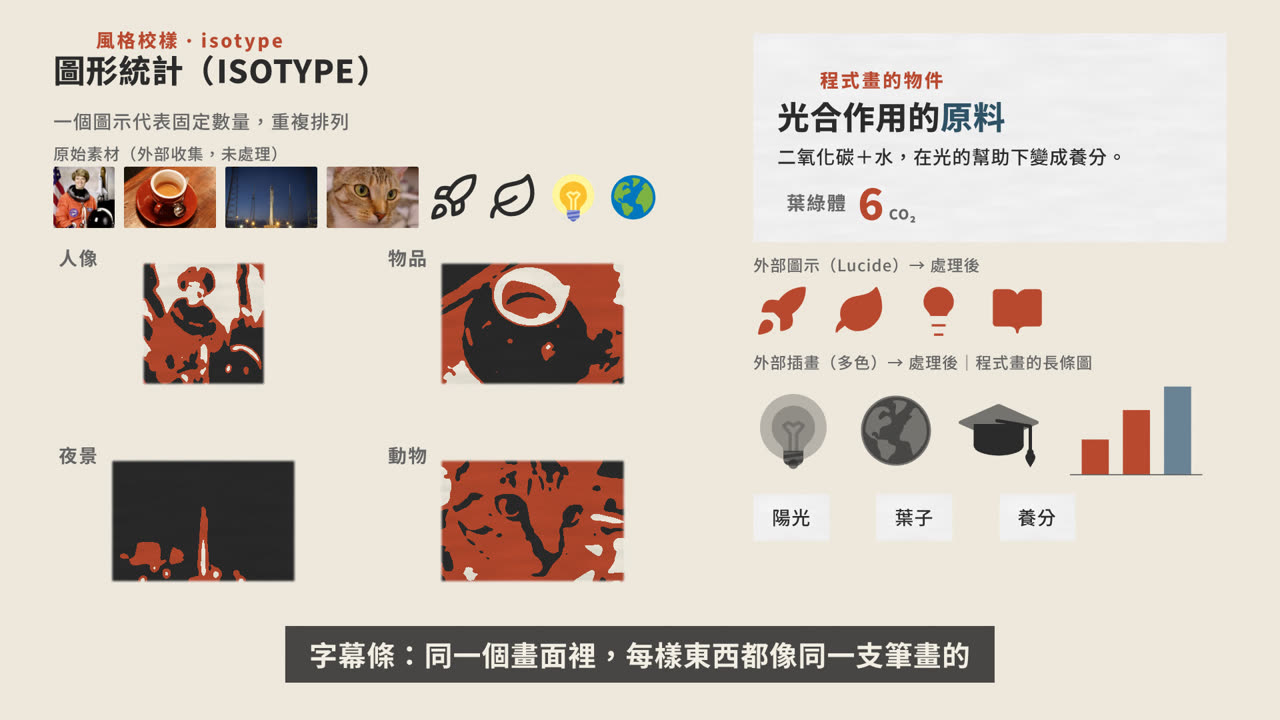 風格校樣·isotype
圖形統計（ISOTYPE）
一個圖示代表固定數量，重複排列
原始素材（外部收集，未處理）
人像
物品
夜景
動物
程式畫的物件
光合作用的原料
二氧化碳＋水，在光的幫助下變成養分。
葉綠體 6 CO₂
外部圖示（Lucide）→ 處理後
外部插畫（多色）→ 處理後｜程式畫的長條圖
陽光
葉子
養分
字幕條：同一個畫面裡，每樣東西都像同一支筆畫的